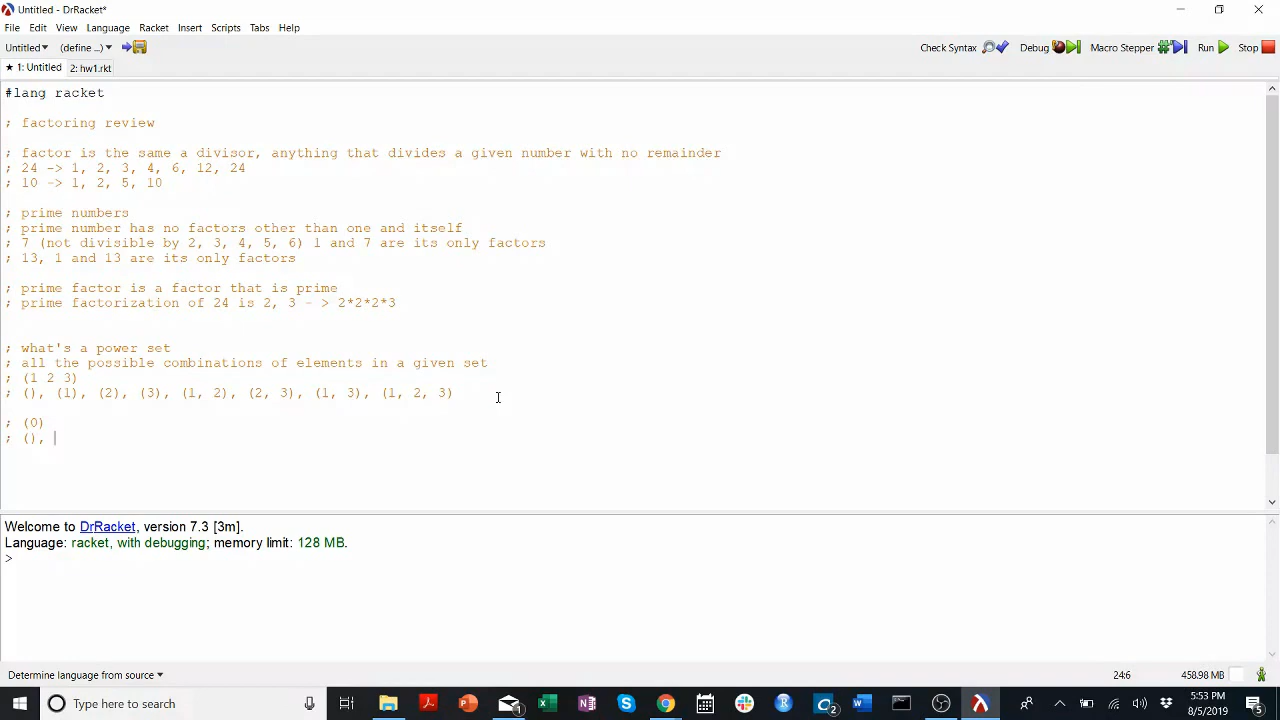 Untitled - DrRacket*
File Edit View Language Racket Insert Scripts Tabs Help
Untitled▾ (define ...)▾ Check Syntax Debug Macro Stepper Run Stop
★ 1: Untitled 2: hw1.rkt
#lang racket
; factoring review
; factor is the same a divisor, anything that divides a given number with no remainder
; 24 -> 1, 2, 3, 4, 6, 12, 24
; 10 -> 1, 2, 5, 10
; prime numbers
; prime number has no factors other than one and itself
; 7 (not divisible by 2, 3, 4, 5, 6) 1 and 7 are its only factors
; 13, 1 and 13 are its only factors
; prime factor is a factor that is prime
; prime factorization of 24 is 2, 3 - > 2*2*2*3
; what's a power set
; all the possible combinations of elements in a given set
; (1 2 3)
; (), (1), (2), (3), (1, 2), (2, 3), (1, 3), (1, 2, 3)
; (0)
; (),
Welcome to DrRacket, version 7.3 [3m].
Language: racket, with debugging; memory limit: 128 MB.
>
Determine language from source▾ 24:6 458.98 MB
Type here to search
5:53 PM
8/5/2019